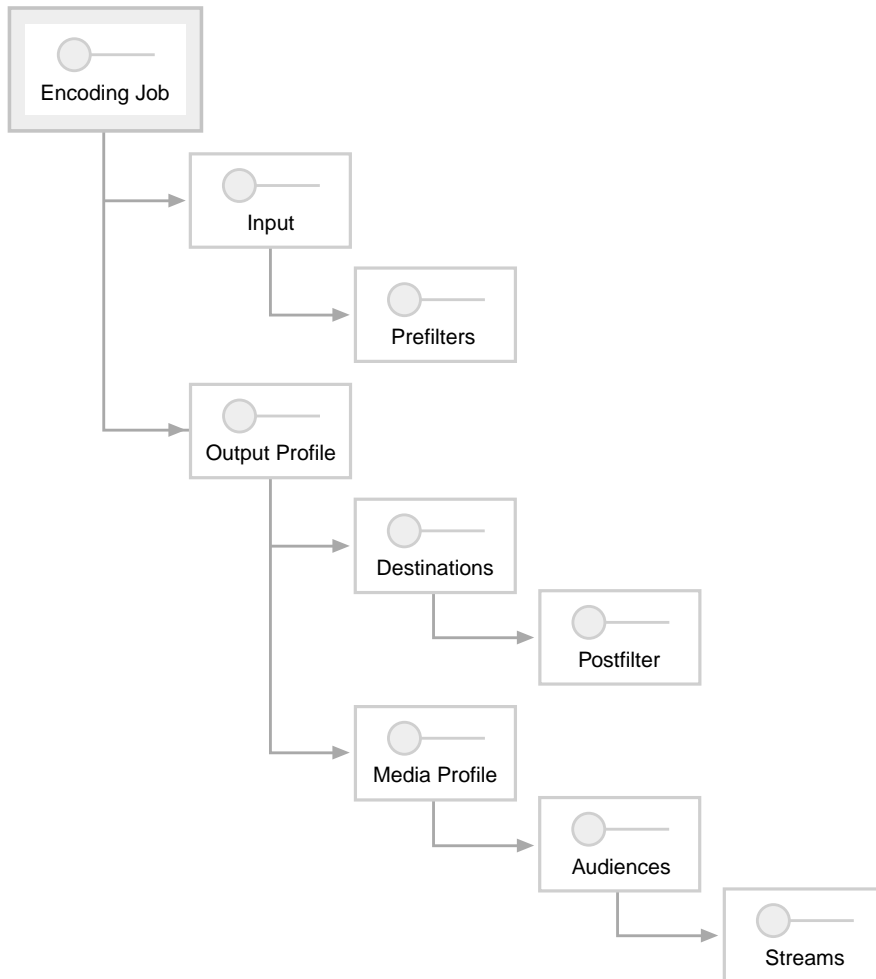 Encoding Job
Input
Prefilters
Output Profile
Destinations
Postfilter
Media Profile
Audiences
Streams